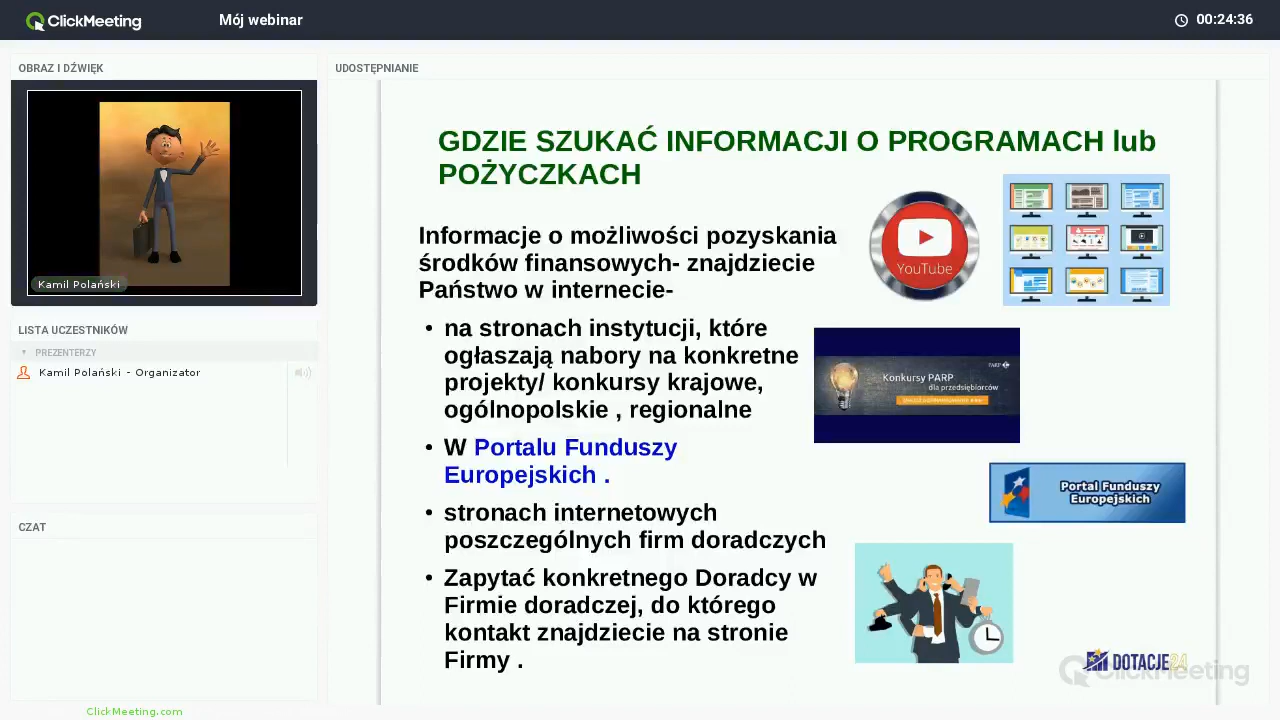 ClickMeeting
Mój webinar
00:24:36
OBRAZ I DŹWIĘK
Kamil Polański
LISTA UCZESTNIKÓW
PREZENTERZY
Kamil Polański - Organizator
CZAT
ClickMeeting.com
UDOSTĘPNIANIE
GDZIE SZUKAĆ INFORMACJI O PROGRAMACH lub
POŻYCZKACH
Informacje o możliwości pozyskania
środków finansowych- znajdziecie
Państwo w internecie-
• na stronach instytucji, które
ogłaszają nabory na konkretne
projekty/ konkursy krajowe,
ogólnopolskie , regionalne
• W Portalu Funduszy
Europejskich .
• stronach internetowych
poszczególnych firm doradczych
• Zapytać konkretnego Doradcy w
Firmie doradczej, do którego
kontakt znajdziecie na stronie
Firmy .
YouTube
PARP
Konkursy PARP
dla przedsiębiorców
Portal Funduszy
Europejskich
DOTACJE24
ClickMeeting